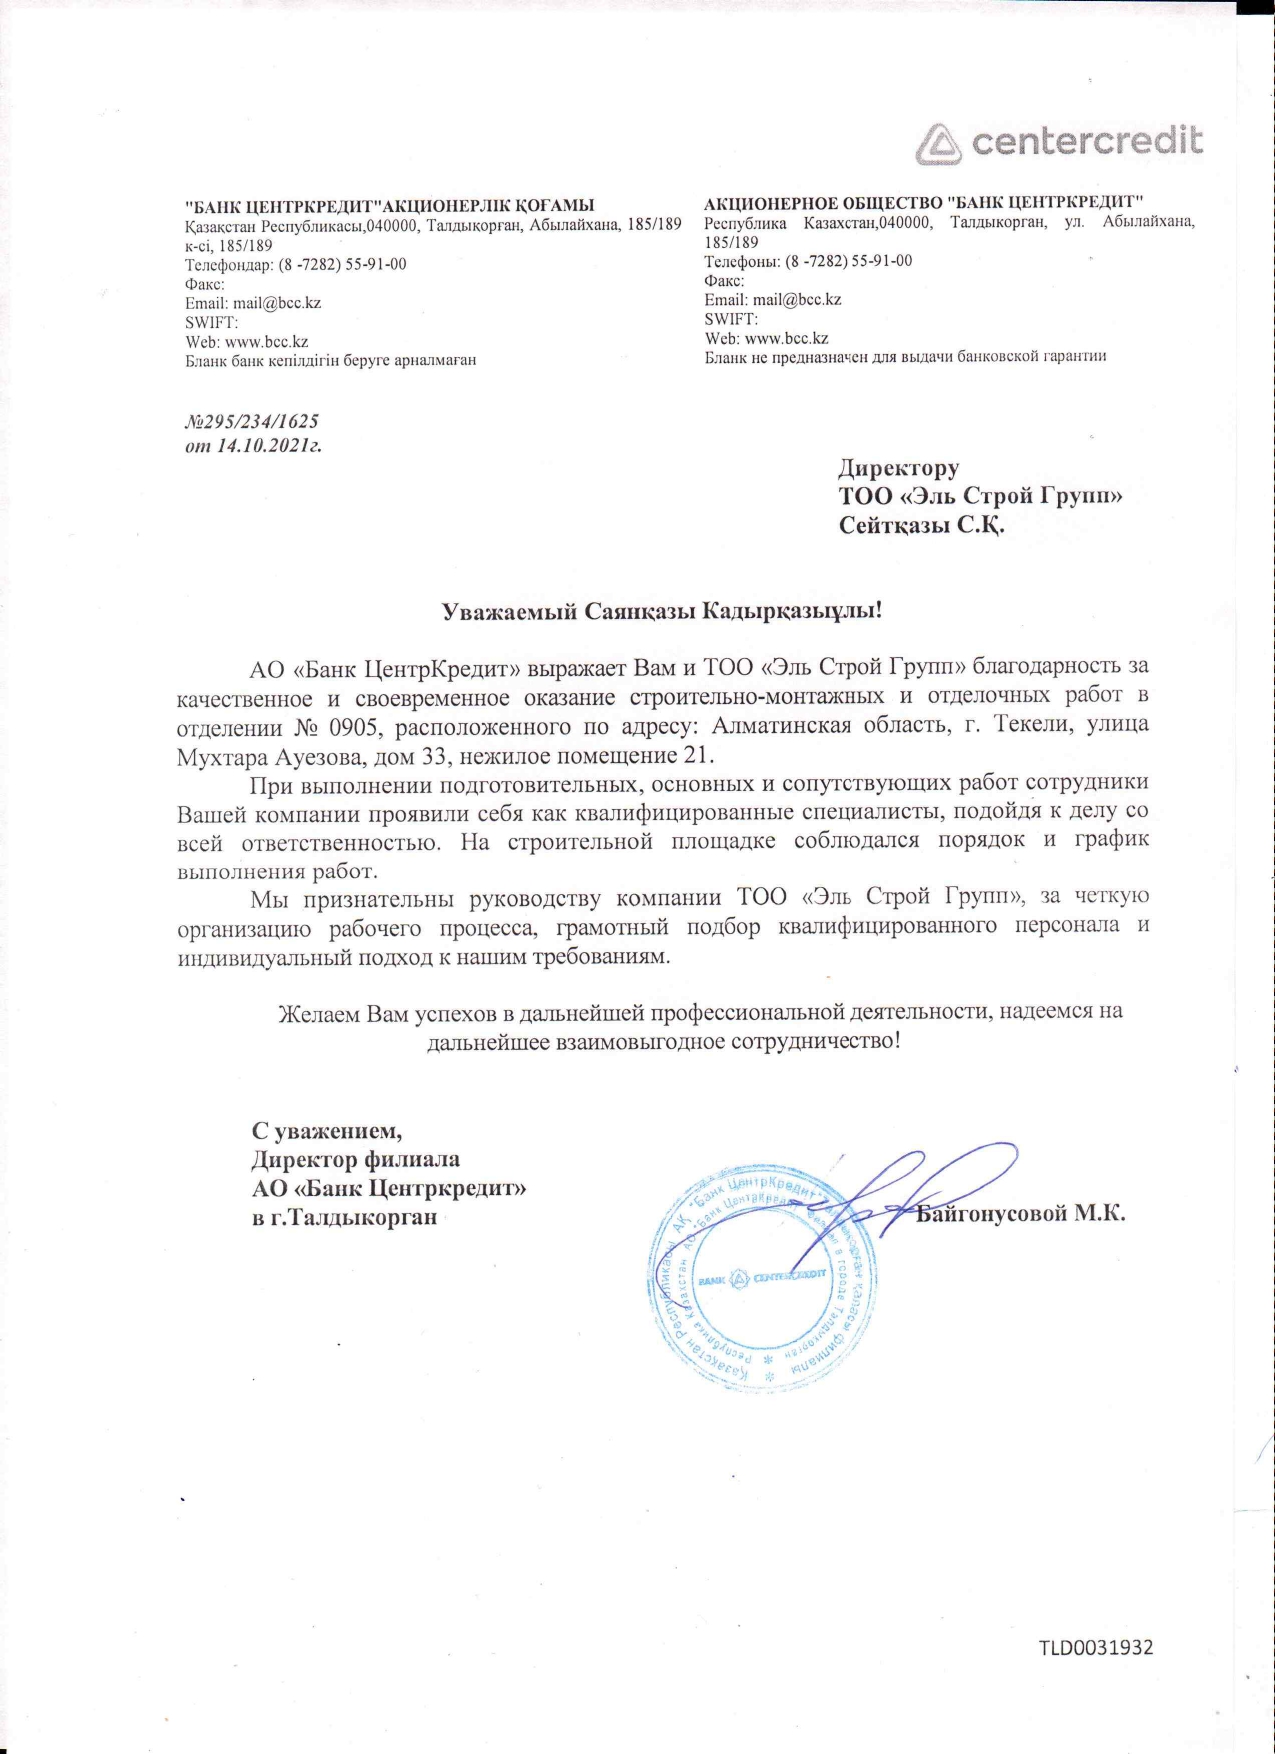 centercredit
"БАНК ЦЕНТРКРЕДИТ"АКЦИОНЕРЛІК ҚОҒАМЫ
Қазақстан Республикасы,040000, Талдықорған, Абылайхана, 185/189
к-сі, 185/189
Телефондар: (8 -7282) 55-91-00
Факс:
Email: mail@bcc.kz
SWIFT:
Web: www.bcc.kz
Бланк банк кепілдігін беруге арналмаған
АКЦИОНЕРНОЕ ОБЩЕСТВО "БАНК ЦЕНТРКРЕДИТ"
Республика Казахстан,040000, Талдыкорган, ул. Абылайхана,
185/189
Телефоны: (8 -7282) 55-91-00
Факс:
Email: mail@bcc.kz
SWIFT:
Web: www.bcc.kz
Бланк не предназначен для выдачи банковской гарантии
№295/234/1625
от 14.10.2021г.
Директору
ТОО «Эль Строй Групп»
Сейтқазы С.Қ.
Уважаемый Саянқазы Кадырқазыұлы!
АО «Банк ЦентрКредит» выражает Вам и ТОО «Эль Строй Групп» благодарность за
качественное и своевременное оказание строительно-монтажных и отделочных работ в
отделении № 0905, расположенного по адресу: Алматинская область, г. Текели, улица
Мухтара Ауезова, дом 33, нежилое помещение 21.
При выполнении подготовительных, основных и сопутствующих работ сотрудники
Вашей компании проявили себя как квалифицированные специалисты, подойдя к делу со
всей ответственностью. На строительной площадке соблюдался порядок и график
выполнения работ.
Мы признательны руководству компании ТОО «Эль Строй Групп», за четкую
организацию рабочего процесса, грамотный подбор квалифицированного персонала и
индивидуальный подход к нашим требованиям.
Желаем Вам успехов в дальнейшей профессиональной деятельности, надеемся на
дальнейшее взаимовыгодное сотрудничество!
С уважением,
Директор филиала
АО «Банк Центркредит»
в г.Талдыкорган
Байгонусовой М.К.
Қазақстан Республикасы АҚ "Банк ЦентрКредит" Талдықорған қаласы филиалы
Республика Казахстан АО "Банк ЦентрКредит" Филиал в городе Талдыкорган
BANK CENTERCREDIT
TLD0031932